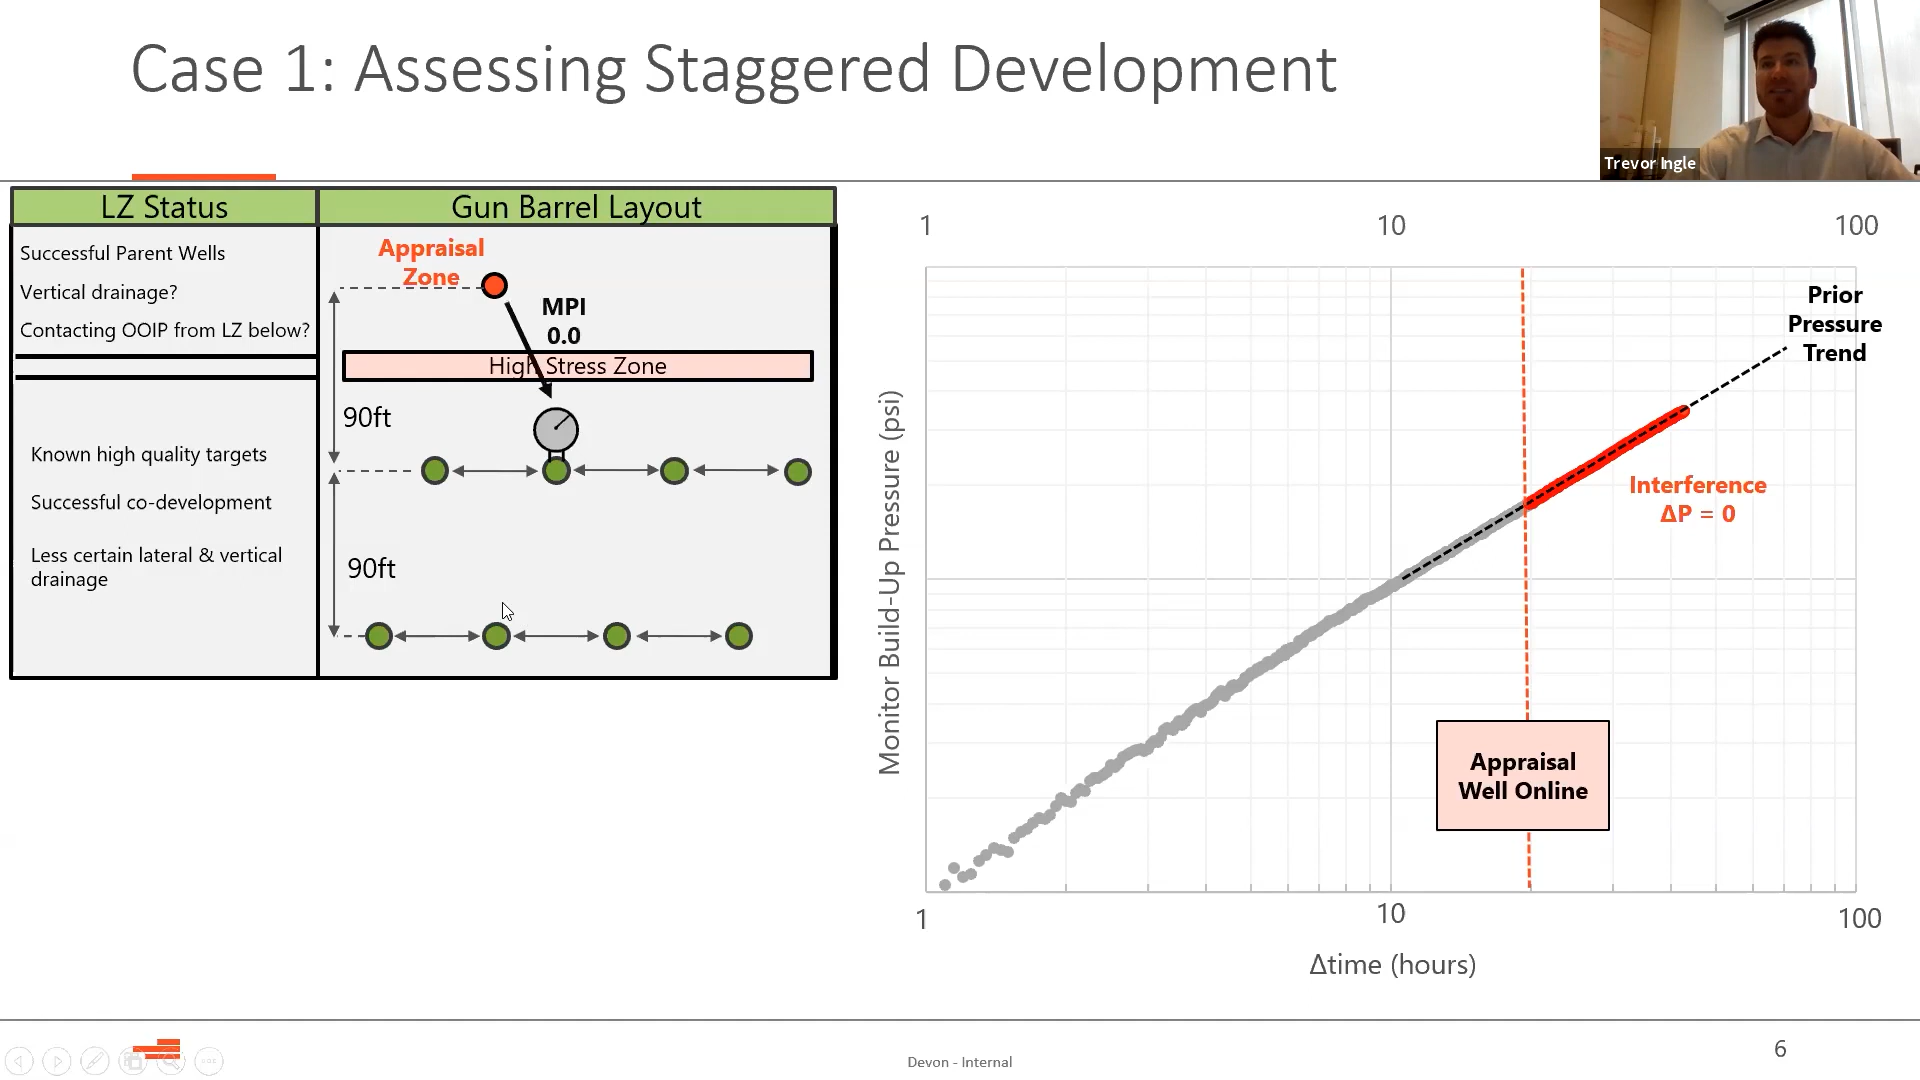 Case 1: Assessing Staggered Development
Trevor Ingle
LZ Status
Gun Barrel Layout
Successful Parent Wells
Vertical drainage?
Contacting OOIP from LZ below?
Known high quality targets
Successful co-development
Less certain lateral & vertical
drainage
Appraisal
Zone
MPI
0.0
High Stress Zone
90ft
90ft
1
10
100
Prior
Pressure
Trend
Interference
ΔP = 0
Monitor Build-Up Pressure (psi)
Appraisal
Well Online
1
10
100
Δtime (hours)
Devon - Internal
6